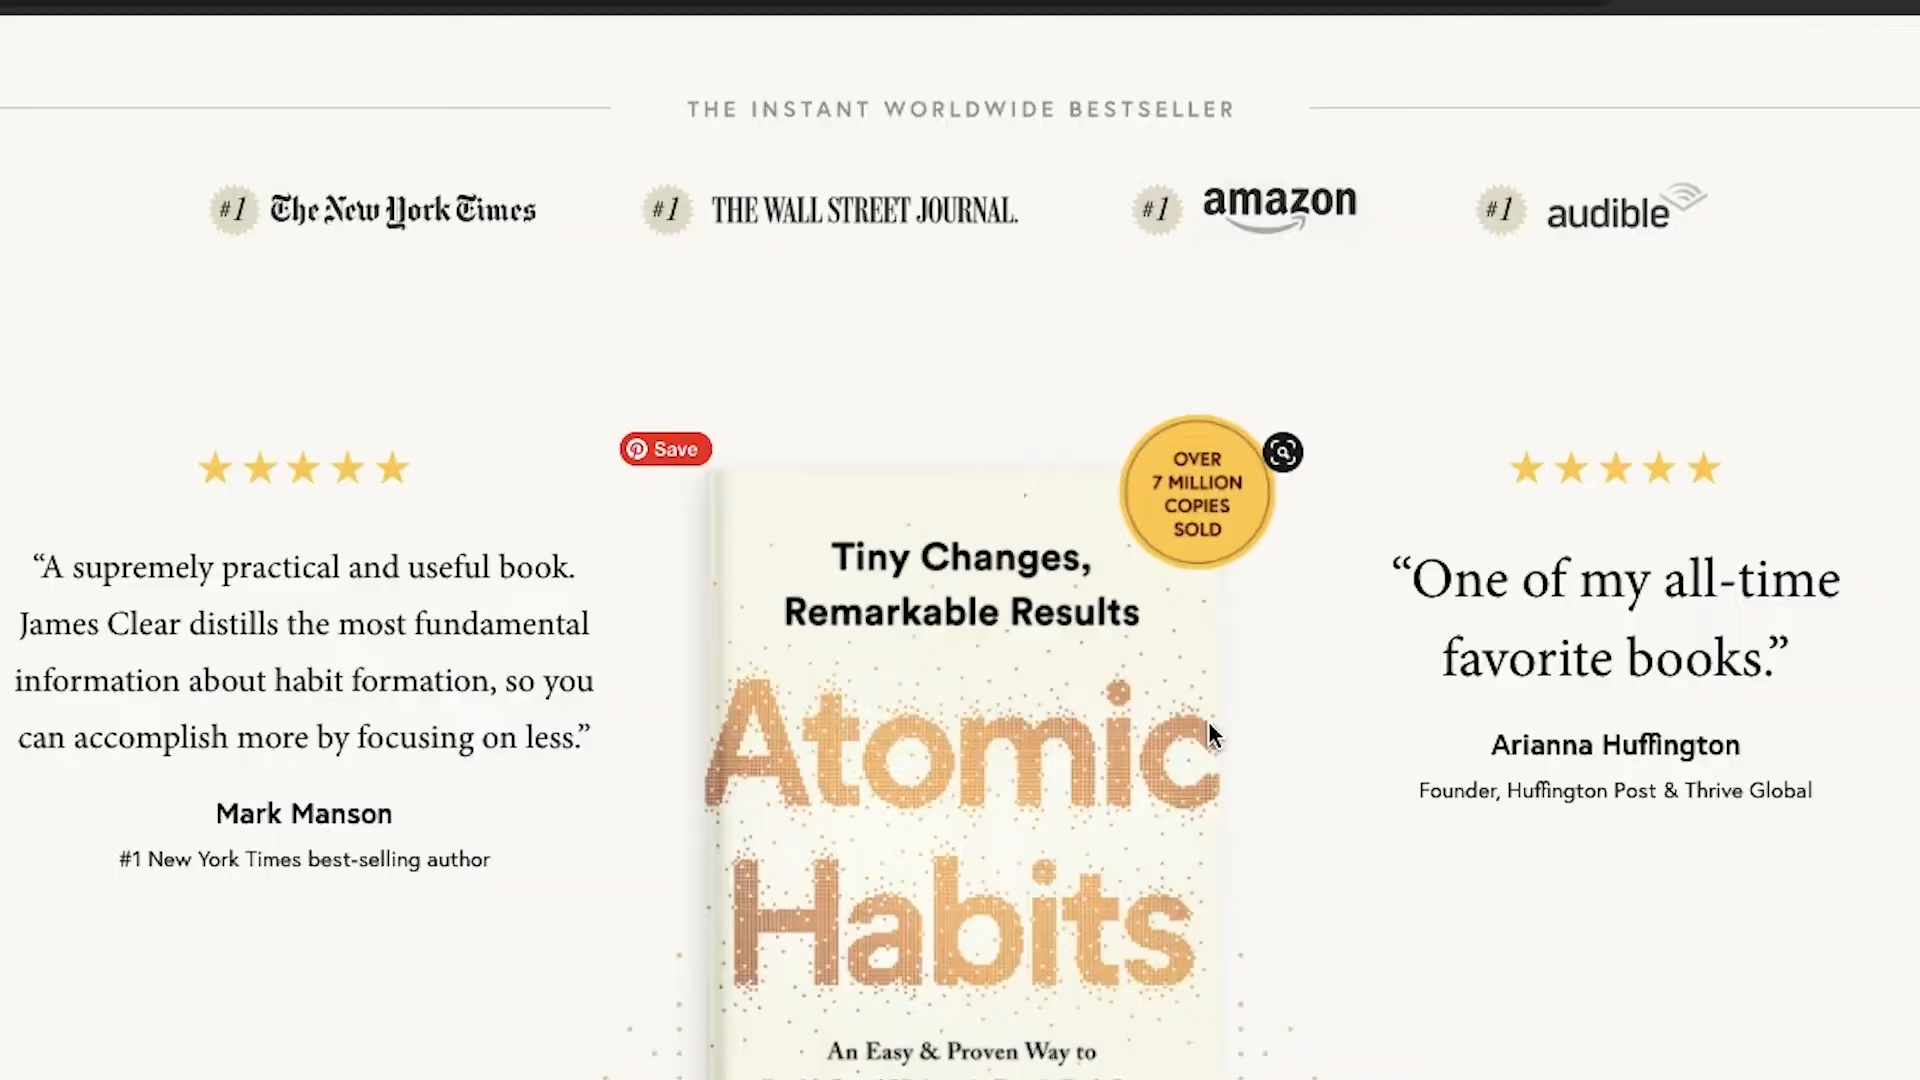 THE INSTANT WORLDWIDE BESTSELLER
#1 The New York Times
#1 THE WALL STREET JOURNAL.
#1 amazon
#1 audible
Save
OVER
7 MILLION
COPIES
SOLD
“A supremely practical and useful book.
James Clear distills the most fundamental
information about habit formation, so you
can accomplish more by focusing on less.”
Mark Manson
#1 New York Times best-selling author
Tiny Changes,
Remarkable Results
Atomic
Habits
An Easy & Proven Way to
“One of my all-time
favorite books.”
Arianna Huffington
Founder, Huffington Post & Thrive Global